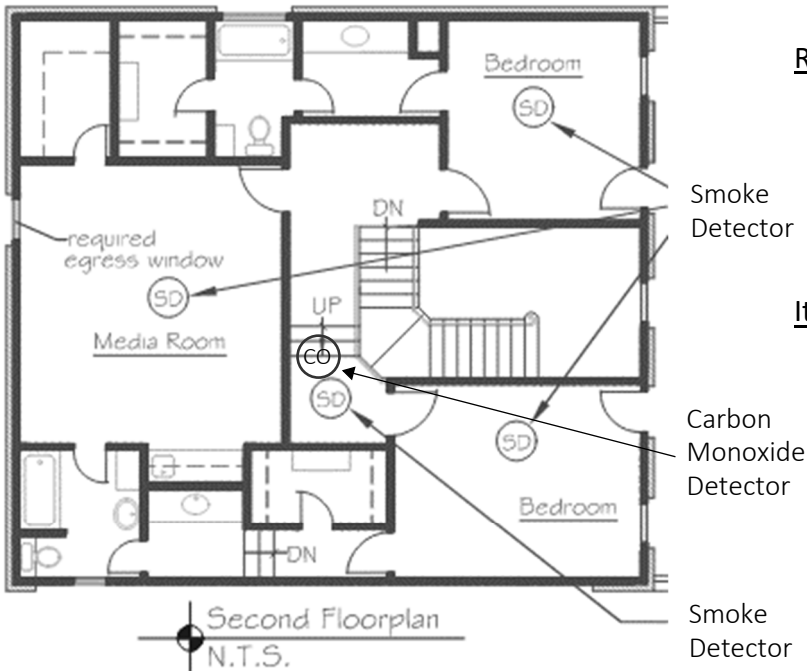 R
Bedroom
SD
Smoke
Detector
DN
required
egress window
SD
UP
Media Room
It
CO
SD
SD
Carbon
Monoxide
Detector
Bedroom
DN
Second Floorplan
N.T.S.
Smoke
Detector